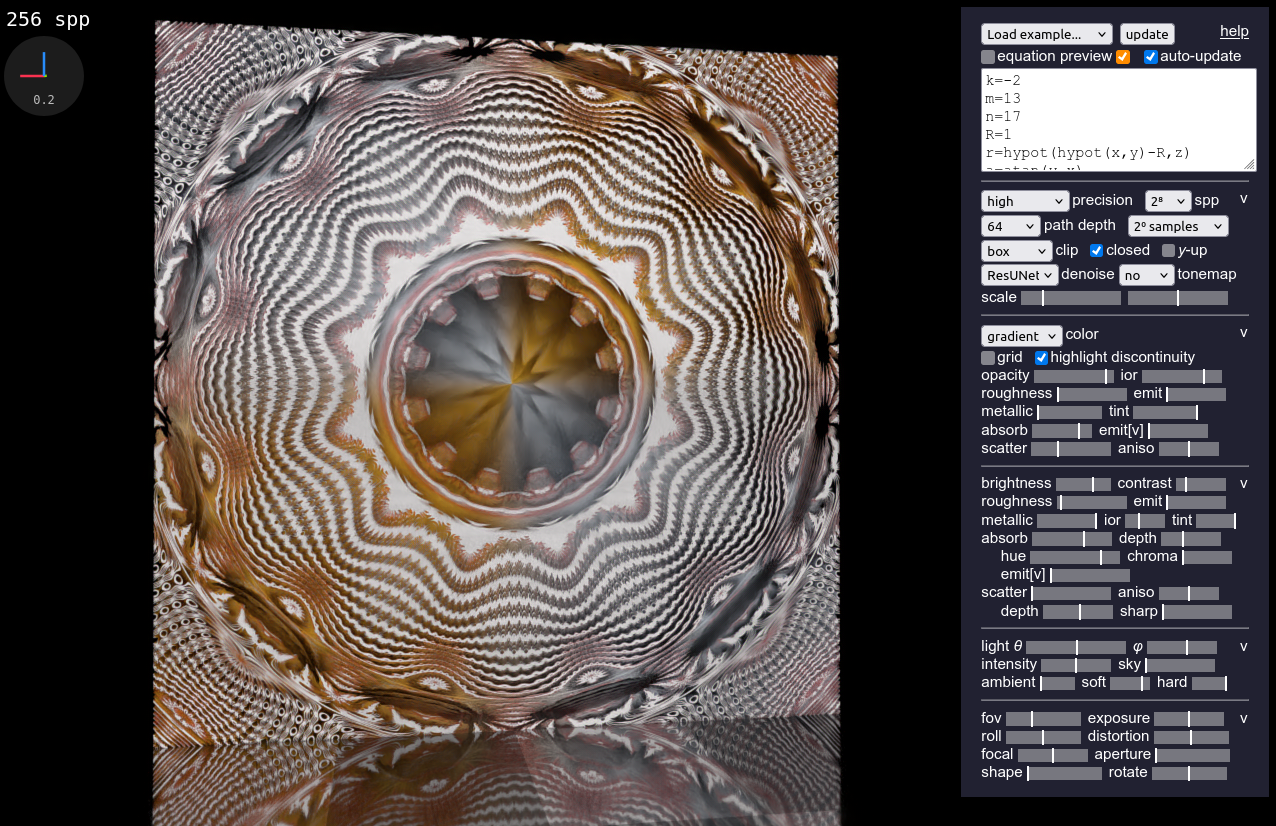 256 spp
0.2
Load example... update help
equation preview auto-update
k=-2
m=13
n=17
R=1
r=hypot(hypot(x,y)-R,z)
high precision 2⁸ spp v
64 path depth 2⁰ samples
box clip closed y-up
ResUNet denoise no tonemap
scale
gradient color v
grid highlight discontinuity
opacity ior
roughness emit
metallic tint
absorb emit[v]
scatter aniso
brightness contrast v
roughness emit
metallic ior tint
absorb depth
hue chroma
emit[v]
scatter aniso
depth sharp
light θ φ v
intensity sky
ambient soft hard
fov exposure v
roll distortion
focal aperture
shape rotate